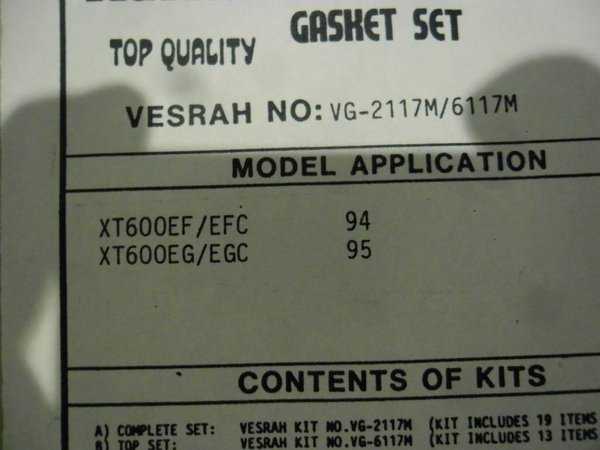 GASKET SET
TOP QUALITY
VESRAH NO: VG-2117M/6117M
MODEL APPLICATION
XT600EF/EFC 94
XT600EG/EGC 95
CONTENTS OF KITS
A) COMPLETE SET: VESRAH KIT NO.VG-2117M (KIT INCLUDES 19 ITEMS
B) TOP SET: VESRAH KIT NO.VG-6117M (KIT INCLUDES 13 ITEMS